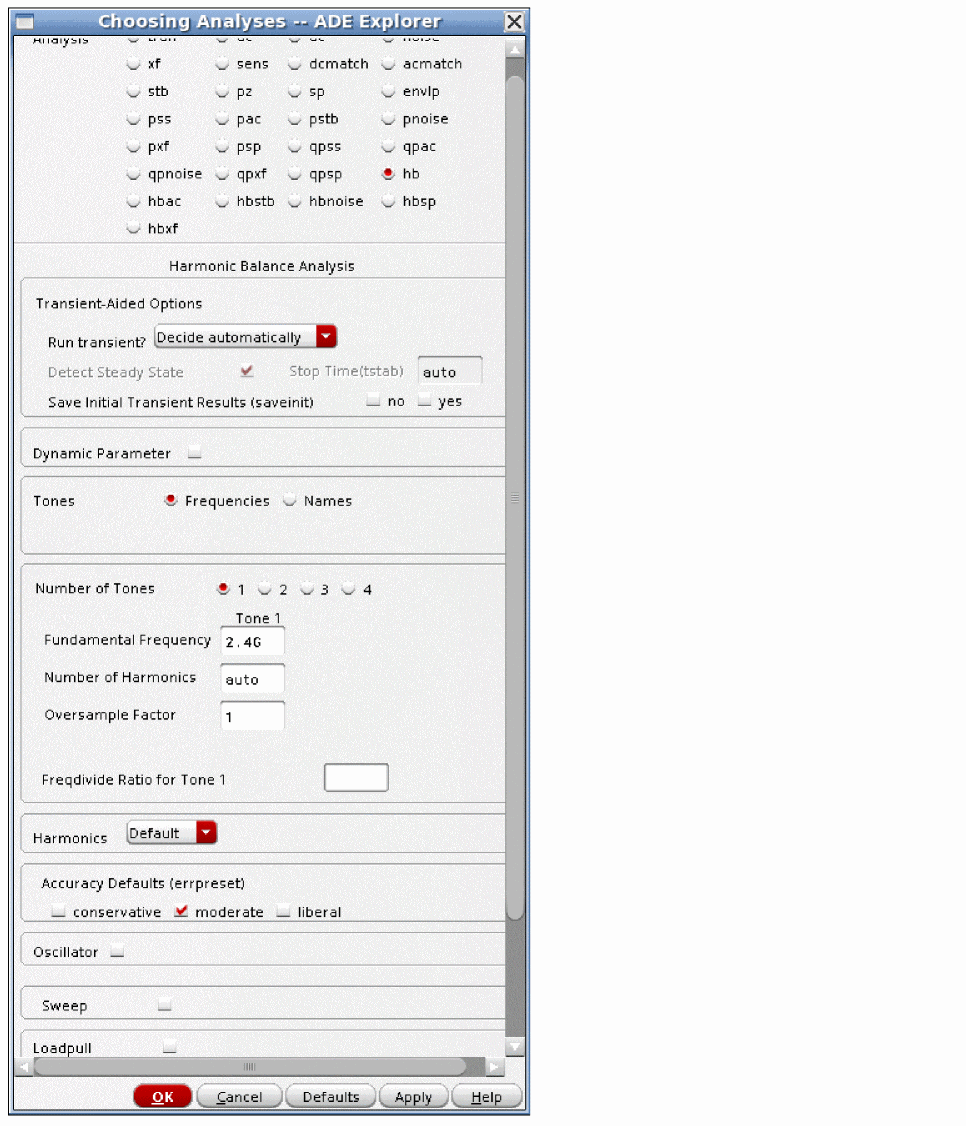 Choosing Analyses -- ADE Explorer
Analysis tran dc ac noise
xf sens dcmatch acmatch
stb pz sp envlp
pss pac pstb pnoise
pxf psp qpss qpac
qpnoise qpxf qpsp hb
hbac hbstb hbnoise hbsp
hbxf
Harmonic Balance Analysis
Transient-Aided Options
Run transient? Decide automatically
Detect Steady State Stop Time(tstab) auto
Save Initial Transient Results (saveinit) no yes
Dynamic Parameter
Tones Frequencies Names
Number of Tones 1 2 3 4
Tone 1
Fundamental Frequency 2.4G
Number of Harmonics auto
Oversample Factor 1
Freqdivide Ratio for Tone 1
Harmonics Default
Accuracy Defaults (errpreset)
conservative moderate liberal
Oscillator
Sweep
Loadpull
OK Cancel Defaults Apply Help